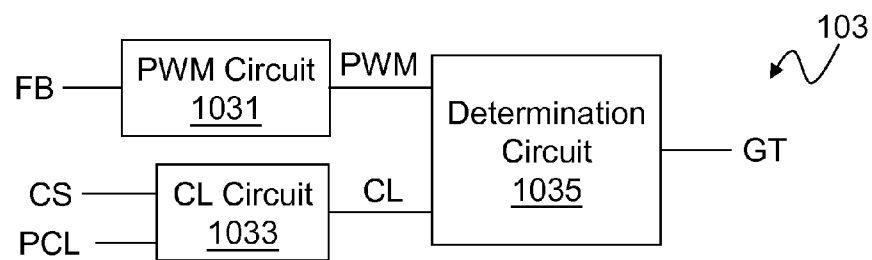 103
FB
PWM Circuit
1031
PWM
Determination
Circuit
1035
GT
CS
PCL
CL Circuit
1033
CL